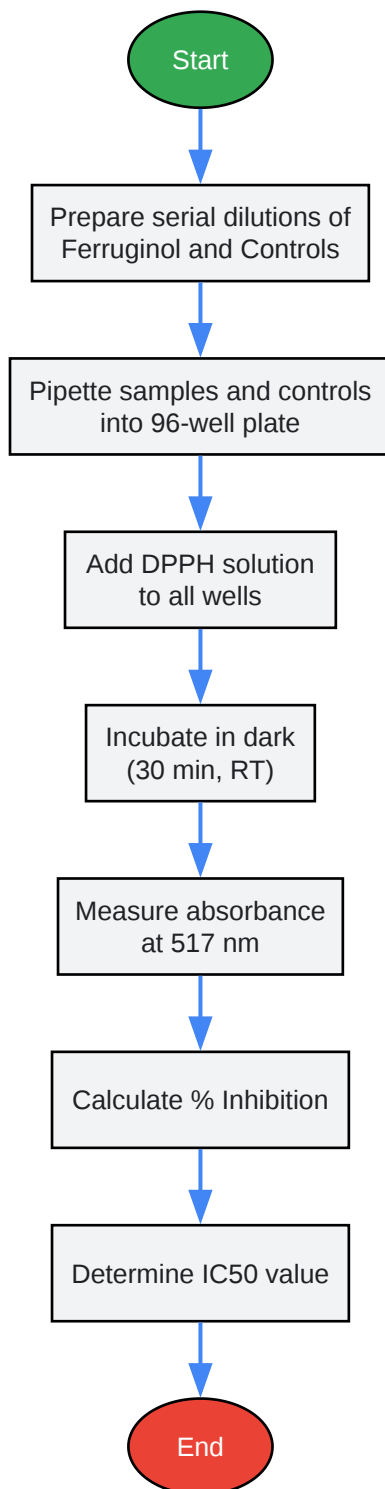 Start
Prepare serial dilutions of
Ferruginol and Controls
Pipette samples and controls
into 96-well plate
Add DPPH solution
to all wells
Incubate in dark
(30 min, RT)
Measure absorbance
at 517 nm
Calculate % Inhibition
Determine IC50 value
End